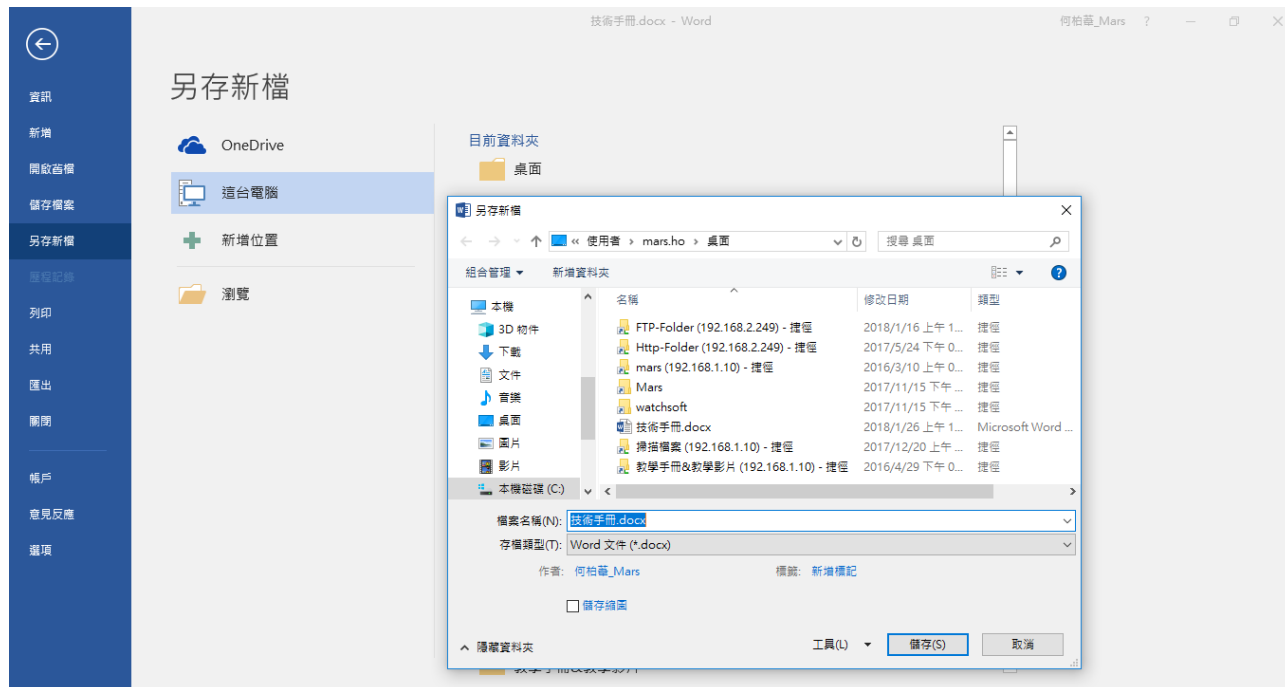 技術手冊.docx - Word
何柏蓁_Mars ?
另存新檔
資訊
新增
開啟舊檔
儲存檔案
另存新檔
歷程記錄
列印
共用
匯出
關閉
帳戶
意見反應
選項
OneDrive
這台電腦
新增位置
瀏覽
目前資料夾
桌面
另存新檔
« 使用者 › mars.ho › 桌面
搜尋 桌面
組合管理
新增資料夾
本機
3D 物件
下載
文件
音樂
桌面
圖片
影片
本機磁碟 (C:)
名稱 修改日期 類型
FTP-Folder (192.168.2.249) - 捷徑 2018/1/16 上午 1... 捷徑
Http-Folder (192.168.2.249) - 捷徑 2017/5/24 下午 0... 捷徑
mars (192.168.1.10) - 捷徑 2016/3/10 上午 0... 捷徑
Mars 2017/11/15 下午 ... 捷徑
watchsoft 2017/11/15 下午 ... 捷徑
技術手冊.docx 2018/1/26 上午 1... Microsoft Word ...
掃描檔案 (192.168.1.10) - 捷徑 2017/12/20 上午 ... 捷徑
教學手冊&教學影片 (192.168.1.10) - 捷徑 2016/4/29 下午 0... 捷徑
檔案名稱(N): 技術手冊.docx
存檔類型(T): Word 文件 (*.docx)
作者: 何柏蓁_Mars 標籤: 新增標記
儲存縮圖
隱藏資料夾
工具(L) 儲存(S) 取消